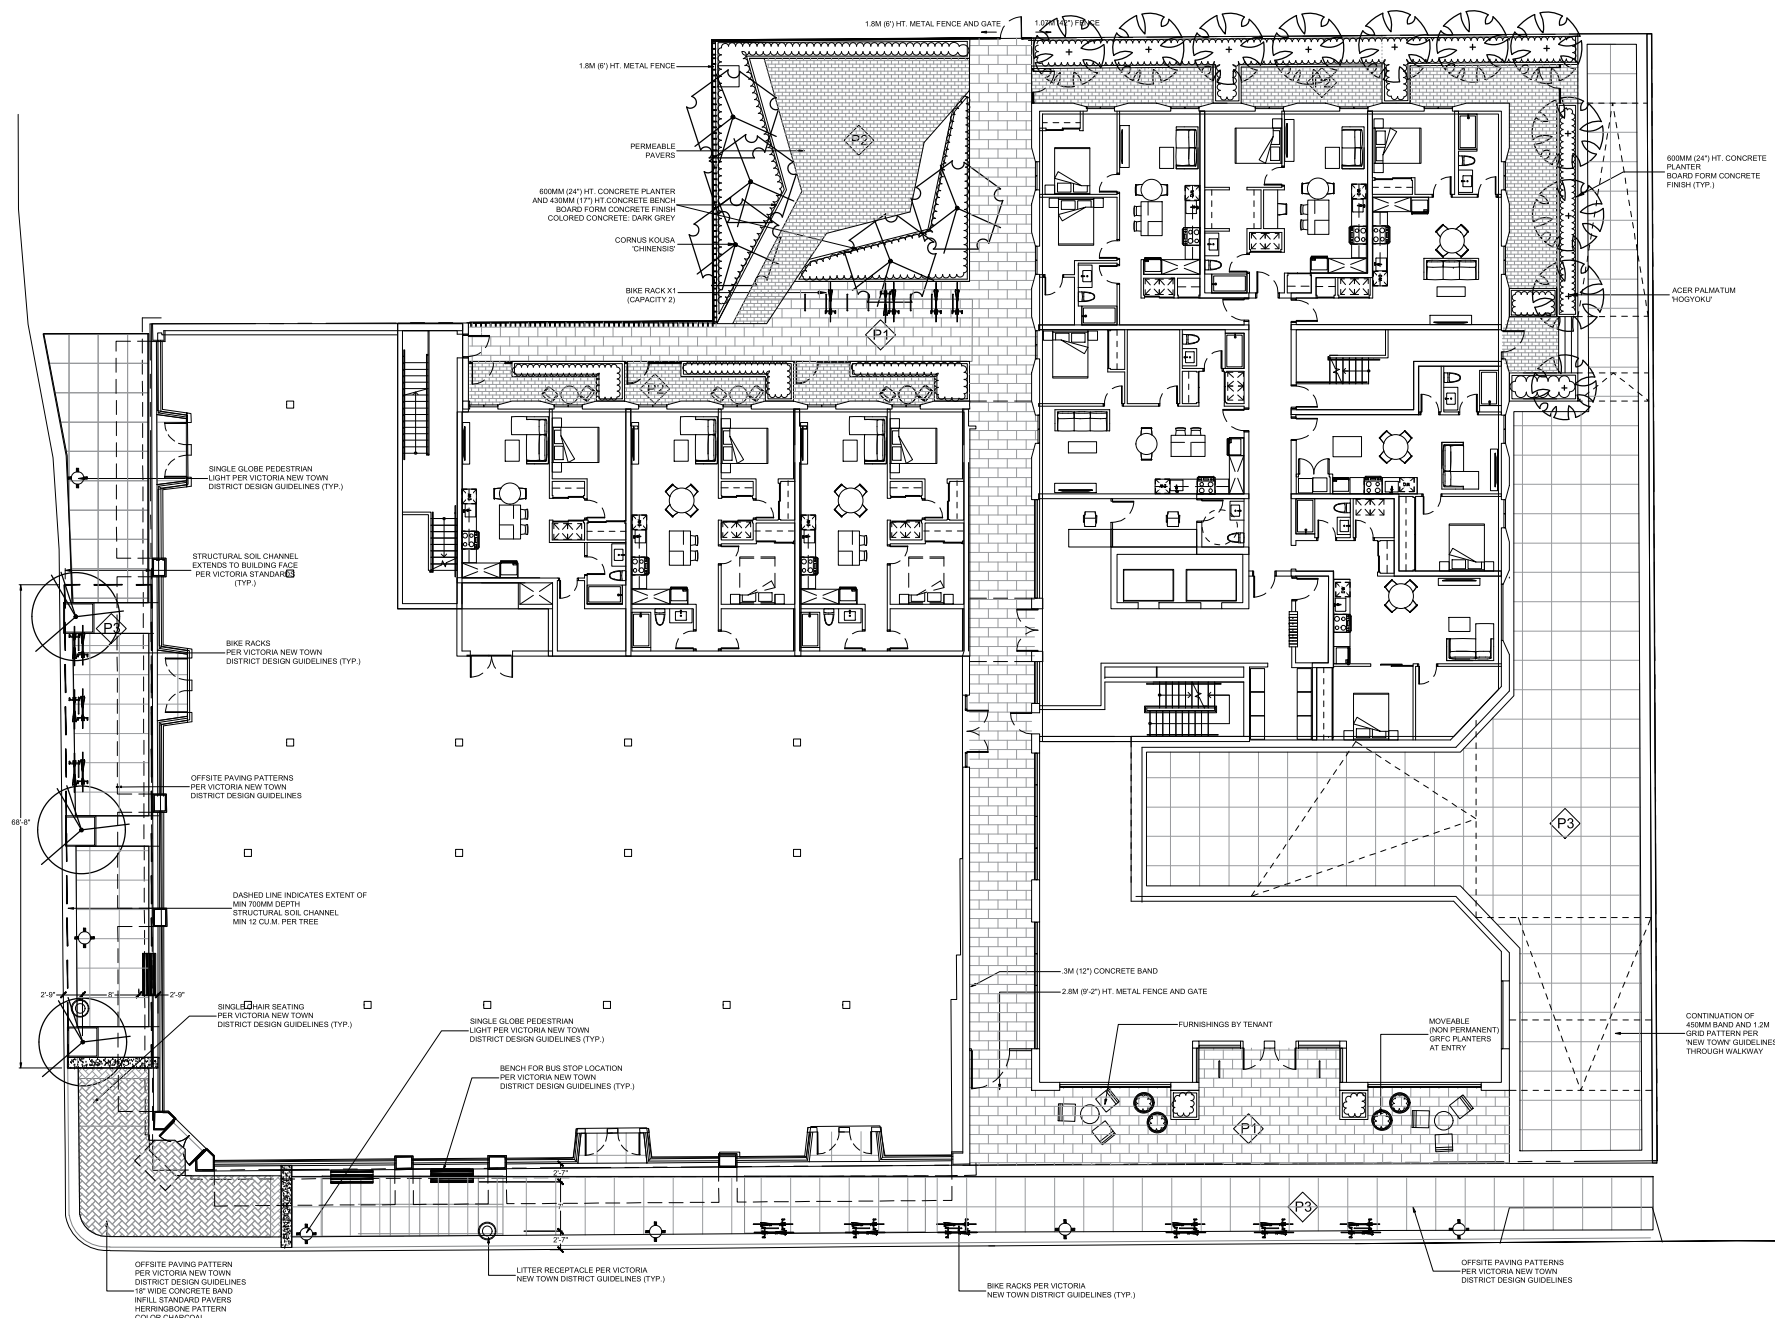 1.8M (6') HT. METAL FENCE AND GATE
1.07M (42") FENCE
1.8M (6') HT. METAL FENCE
P2
P2
PERMEABLE
PAVERS
600MM (24") HT. CONCRETE PLANTER
AND 430MM (17") HT.CONCRETE BENCH
BOARD FORM CONCRETE FINISH
COLORED CONCRETE: DARK GREY
CORNUS KOUSA
'CHINENSIS'
BIKE RACK X1
(CAPACITY 2)
600MM (24") HT. CONCRETE
PLANTER
BOARD FORM CONCRETE
FINISH (TYP.)
ACER PALMATUM
'HOGYOKU'
P1
P2
SINGLE GLOBE PEDESTRIAN
LIGHT PER VICTORIA NEW TOWN
DISTRICT DESIGN GUIDELINES (TYP.)
STRUCTURAL SOIL CHANNEL
EXTENDS TO BUILDING FACE
PER VICTORIA STANDARDS
(TYP.)
P3
BIKE RACKS
PER VICTORIA NEW TOWN
DISTRICT DESIGN GUIDELINES (TYP.)
OFFSITE PAVING PATTERNS
PER VICTORIA NEW TOWN
DISTRICT DESIGN GUIDELINES
68'-8"
P3
DASHED LINE INDICATES EXTENT OF
MIN 700MM DEPTH
STRUCTURAL SOIL CHANNEL
MIN 12 CU.M. PER TREE
2'-9"
8'
2'-9"
SINGLE CHAIR SEATING
PER VICTORIA NEW TOWN
DISTRICT DESIGN GUIDELINES (TYP.)
SINGLE GLOBE PEDESTRIAN
LIGHT PER VICTORIA NEW TOWN
DISTRICT DESIGN GUIDELINES (TYP.)
BENCH FOR BUS STOP LOCATION
PER VICTORIA NEW TOWN
DISTRICT DESIGN GUIDELINES (TYP.)
.3M (12") CONCRETE BAND
2.8M (9'-2") HT. METAL FENCE AND GATE
FURNISHINGS BY TENANT
MOVEABLE
(NON PERMANENT)
GRFC PLANTERS
AT ENTRY
CONTINUATION OF
450MM BAND AND 1.2M
GRID PATTERN PER
'NEW TOWN' GUIDELINES
THROUGH WALKWAY
P1
2'-7"
P3
2'-7"
OFFSITE PAVING PATTERN
PER VICTORIA NEW TOWN
DISTRICT DESIGN GUIDELINES
18" WIDE CONCRETE BAND
INFILL STANDARD PAVERS
HERRINGBONE PATTERN
COLOR CHARCOAL
LITTER RECEPTACLE PER VICTORIA
NEW TOWN DISTRICT GUIDELINES (TYP.)
BIKE RACKS PER VICTORIA
NEW TOWN DISTRICT GUIDELINES (TYP.)
OFFSITE PAVING PATTERNS
PER VICTORIA NEW TOWN
DISTRICT DESIGN GUIDELINES